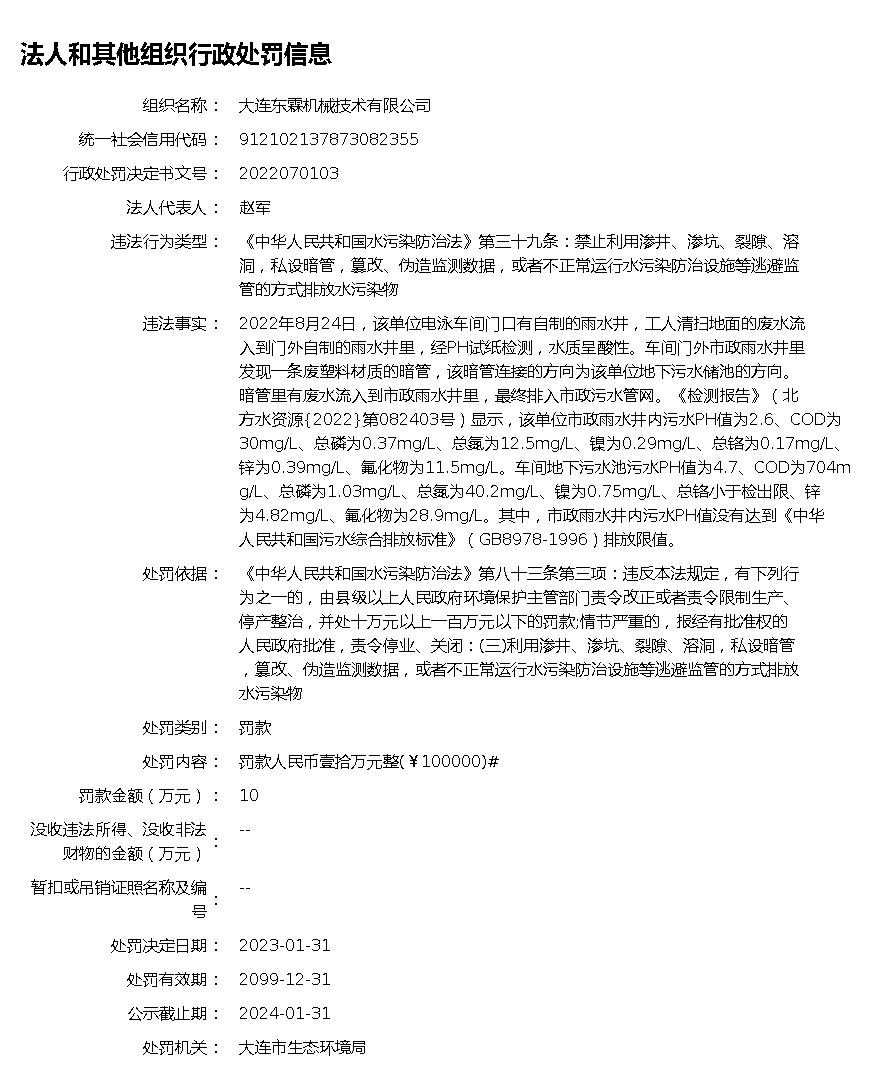 法人和其他组织行政处罚信息
组织名称： 大连东霖机械技术有限公司
统一社会信用代码： 912102137873082355
行政处罚决定书文号： 2022070103
法人代表人： 赵军
违法行为类型： 《中华人民共和国水污染防治法》第三十九条：禁止利用渗井、渗坑、裂隙、溶
洞，私设暗管，篡改、伪造监测数据，或者不正常运行水污染防治设施等逃避监
管的方式排放水污染物
违法事实： 2022年8月24日，该单位电泳车间门口有自制的雨水井，工人清扫地面的废水流
入到门外自制的雨水井里，经PH试纸检测，水质呈酸性。车间门外市政雨水井里
发现一条废塑料材质的暗管，该暗管连接的方向为该单位地下污水储池的方向。
暗管里有废水流入到市政雨水井里，最终排入市政污水管网。《检测报告》（北
方水资源{2022}第082403号）显示，该单位市政雨水井内污水PH值为2.6、COD为
30mg/L、总磷为0.37mg/L、总氮为12.5mg/L、镍为0.29mg/L、总铬为0.17mg/L、
锌为0.39mg/L、氟化物为11.5mg/L。车间地下污水池污水PH值为4.7、COD为704m
g/L、总磷为1.03mg/L、总氮为40.2mg/L、镍为0.75mg/L、总铬小于检出限、锌
为4.82mg/L、氟化物为28.9mg/L。其中，市政雨水井内污水PH值没有达到《中华
人民共和国污水综合排放标准》（GB8978-1996）排放限值。
处罚依据： 《中华人民共和国水污染防治法》第八十三条第三项：违反本法规定，有下列行
为之一的，由县级以上人民政府环境保护主管部门责令改正或者责令限制生产、
停产整治，并处十万元以上一百万元以下的罚款;情节严重的，报经有批准权的
人民政府批准，责令停业、关闭：(三)利用渗井、渗坑、裂隙、溶洞，私设暗管
，篡改、伪造监测数据，或者不正常运行水污染防治设施等逃避监管的方式排放
水污染物
处罚类别： 罚款
处罚内容： 罚款人民币壹拾万元整(￥100000)#
罚款金额（万元）： 10
没收违法所得、没收非法
财物的金额（万元）： --
暂扣或吊销证照名称及编
号： --
处罚决定日期： 2023-01-31
处罚有效期： 2099-12-31
公示截止期： 2024-01-31
处罚机关： 大连市生态环境局